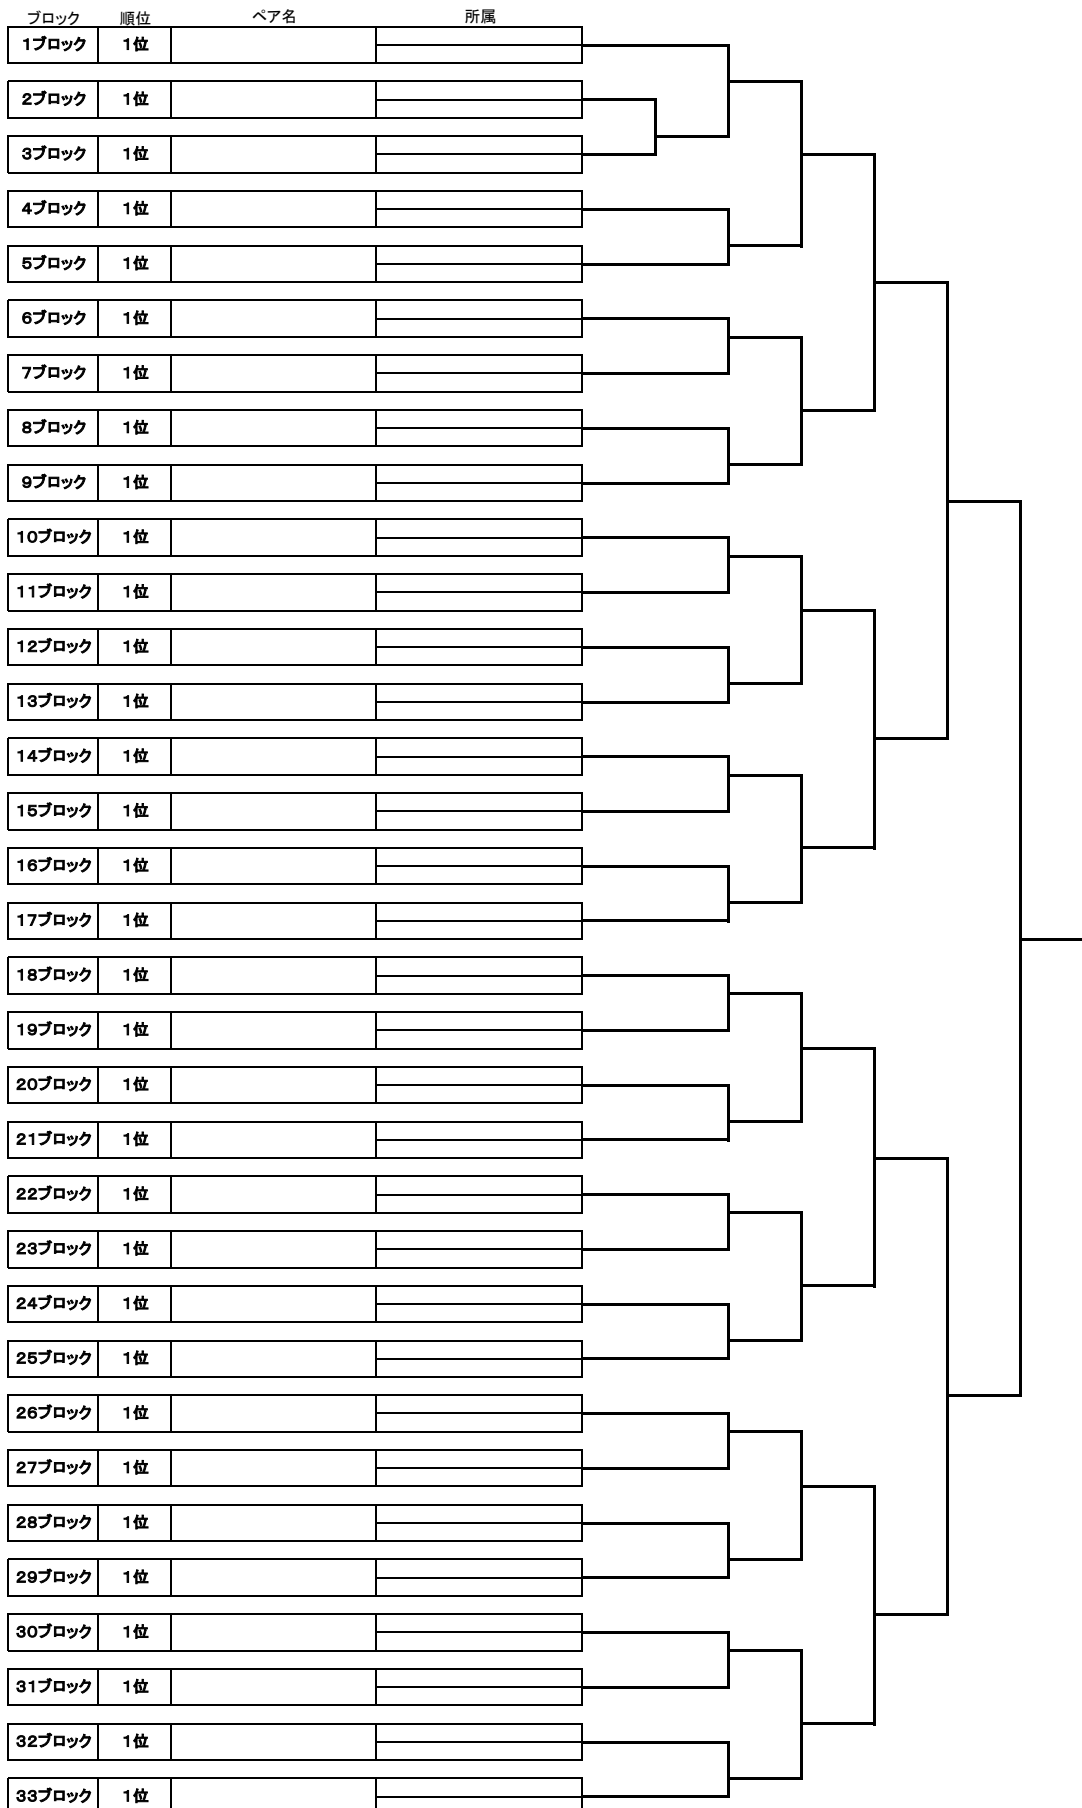 ブロック 順位 ペア名 所属
1ブロック 1位
2ブロック 1位
3ブロック 1位
4ブロック 1位
5ブロック 1位
6ブロック 1位
7ブロック 1位
8ブロック 1位
9ブロック 1位
10ブロック 1位
11ブロック 1位
12ブロック 1位
13ブロック 1位
14ブロック 1位
15ブロック 1位
16ブロック 1位
17ブロック 1位
18ブロック 1位
19ブロック 1位
20ブロック 1位
21ブロック 1位
22ブロック 1位
23ブロック 1位
24ブロック 1位
25ブロック 1位
26ブロック 1位
27ブロック 1位
28ブロック 1位
29ブロック 1位
30ブロック 1位
31ブロック 1位
32ブロック 1位
33ブロック 1位